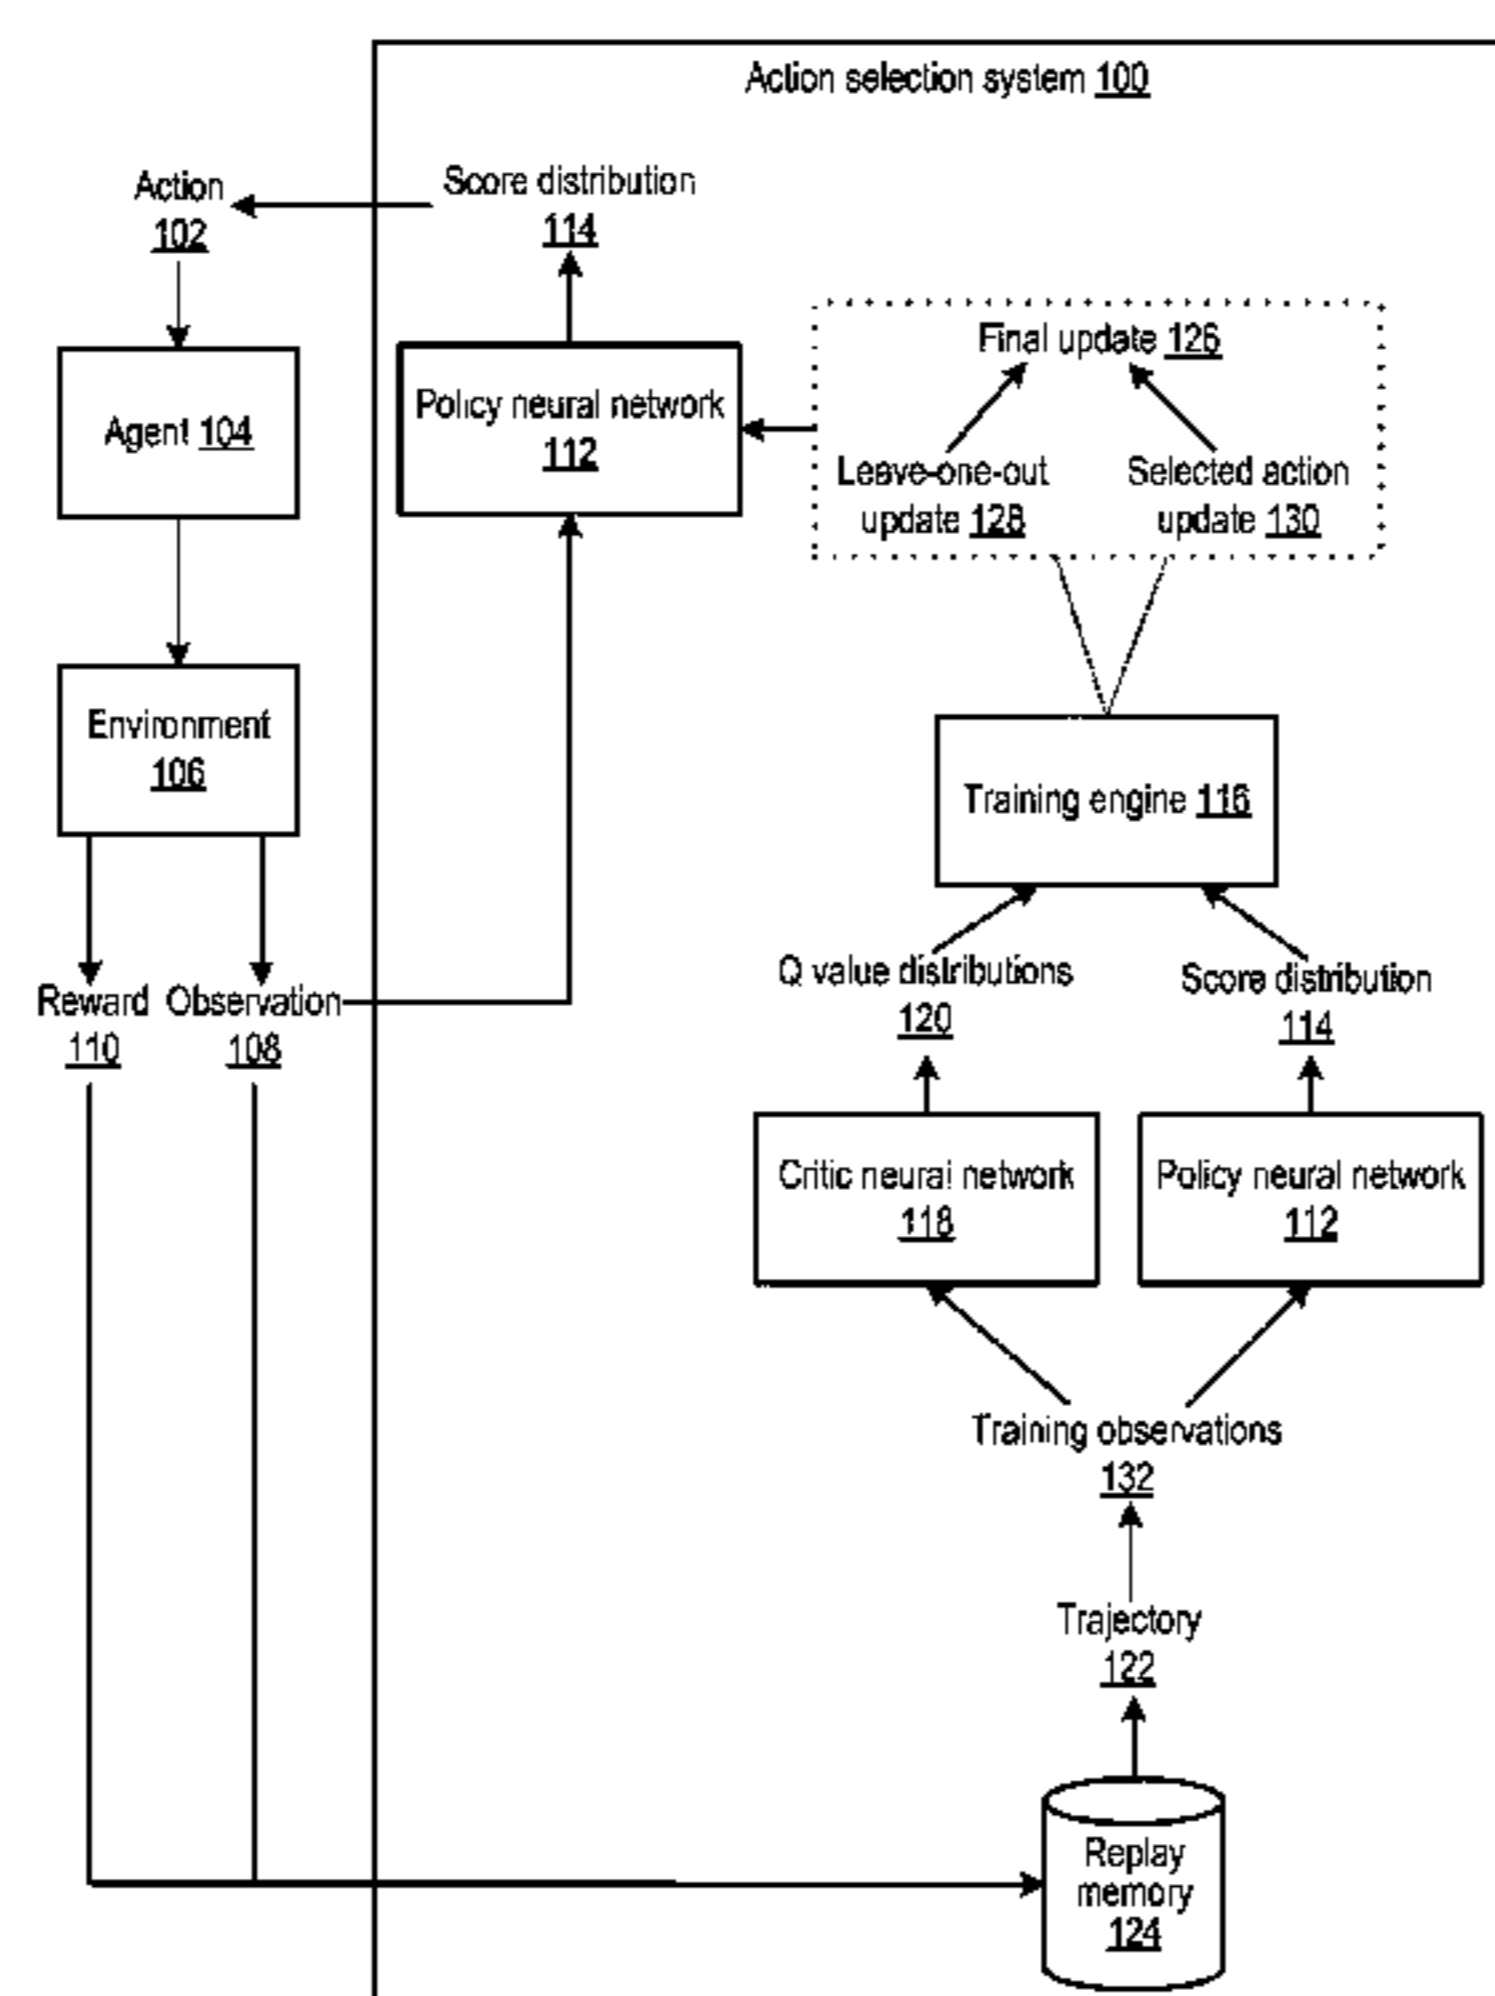 Action selection system 100
Action
102
Score distribution
114
Final update 126
Policy neural network
112
Agent 104
Leave-one-out
update 128
Selected action
update 130
Environment
106
Training engine 116
Reward
110
Observation
108
Q value distributions
120
Score distribution
114
Critic neural network
118
Policy neural network
112
Training observations
132
Trajectory
122
Replay
memory
124